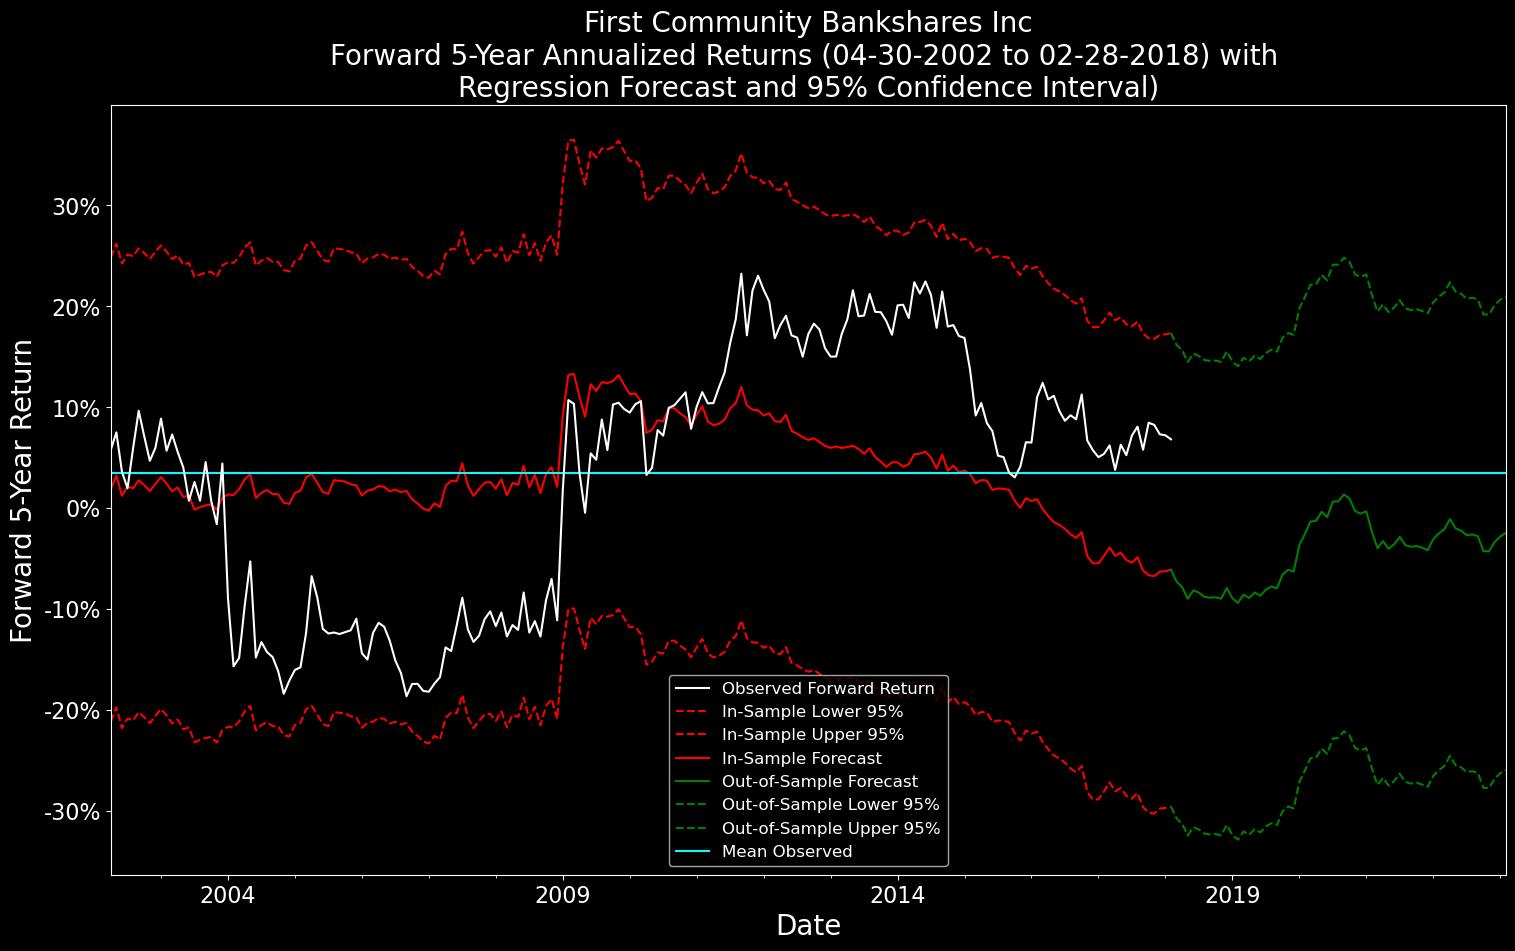 First Community Bankshares Inc
Forward 5-Year Annualized Returns (04-30-2002 to 02-28-2018) with
Regression Forecast and 95% Confidence Interval)
Forward 5-Year Return
30%
20%
10%
0%
-10%
-20%
-30%
Observed Forward Return
In-Sample Lower 95%
In-Sample Upper 95%
In-Sample Forecast
Out-of-Sample Forecast
Out-of-Sample Lower 95%
Out-of-Sample Upper 95%
Mean Observed
2004 2009 2014 2019
Date